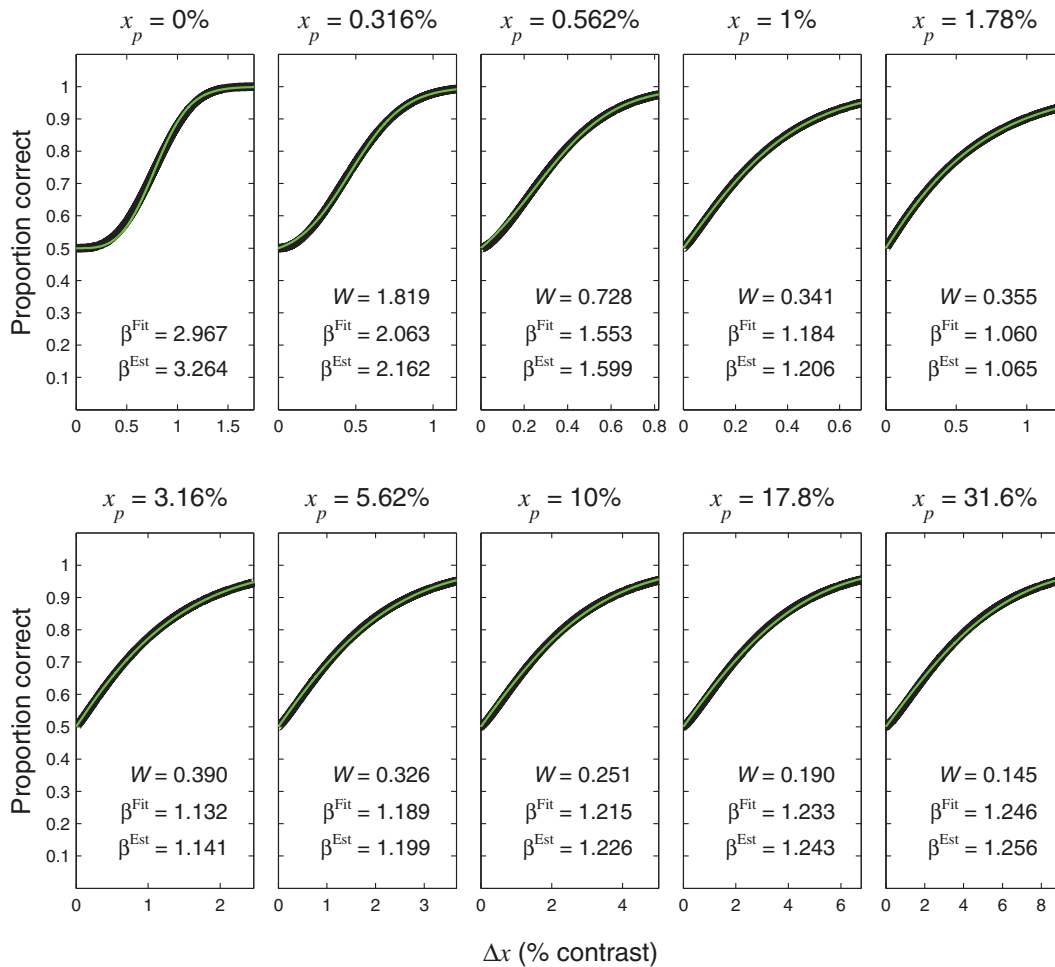 x_p = 0%
x_p = 0.316%
x_p = 0.562%
x_p = 1%
x_p = 1.78%
Proportion correct
1
0.9
0.8
0.7
0.6
0.5
0.4
0.3
0.2
0.1
β^Fit = 2.967
β^Est = 3.264
0 0.5 1 1.5
W = 1.819
β^Fit = 2.063
β^Est = 2.162
0 1
W = 0.728
β^Fit = 1.553
β^Est = 1.599
0 0.2 0.4 0.6 0.8
W = 0.341
β^Fit = 1.184
β^Est = 1.206
0 0.2 0.4 0.6
W = 0.355
β^Fit = 1.060
β^Est = 1.065
0 0.5 1
x_p = 3.16%
x_p = 5.62%
x_p = 10%
x_p = 17.8%
x_p = 31.6%
Proportion correct
1
0.9
0.8
0.7
0.6
0.5
0.4
0.3
0.2
0.1
W = 0.390
β^Fit = 1.132
β^Est = 1.141
0 1 2
W = 0.326
β^Fit = 1.189
β^Est = 1.199
0 1 2 3
W = 0.251
β^Fit = 1.215
β^Est = 1.226
0 2 4
W = 0.190
β^Fit = 1.233
β^Est = 1.243
0 2 4 6
W = 0.145
β^Fit = 1.246
β^Est = 1.256
0 2 4 6 8
Δx (% contrast)